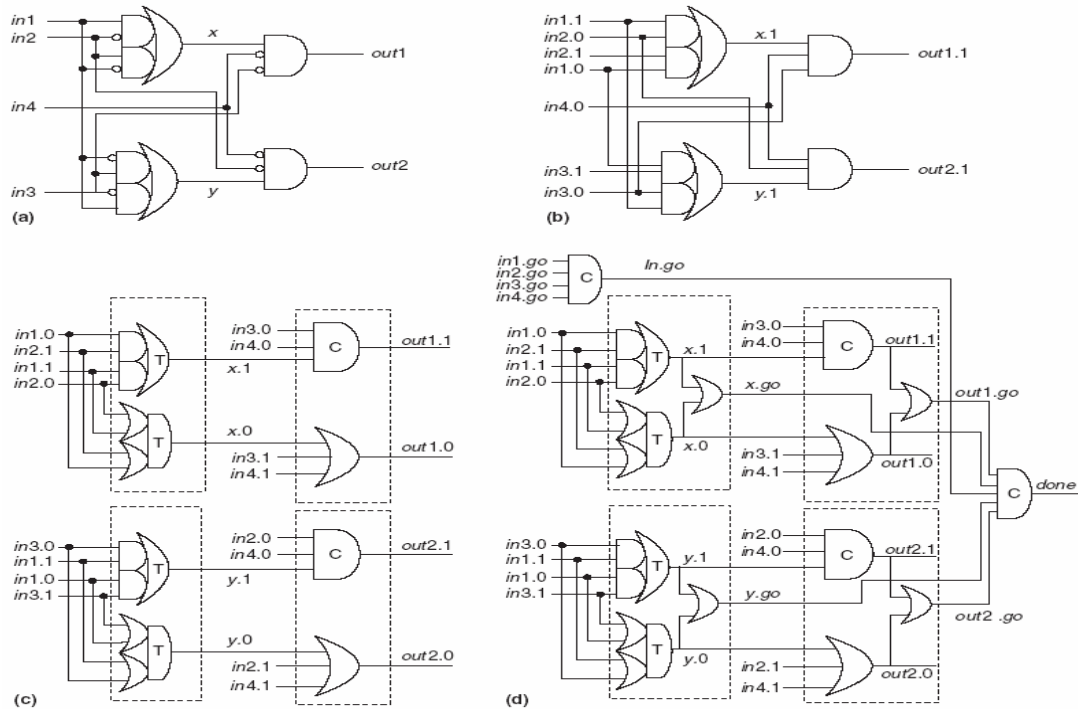 in1
in2
x
out1
in4
out2
in3
y
(a)
in1.1
in2.0
in2.1
in1.0
x.1
out1.1
in4.0
in3.1
in3.0
out2.1
y.1
(b)
in1.0
in2.1
in1.1
in2.0
T
x.1
in3.0
in4.0
C
out1.1
T
x.0
in3.1
in4.1
out1.0
in3.0
in1.1
in1.0
in3.1
T
y.1
in2.0
in4.0
C
out2.1
T
y.0
in2.1
in4.1
out2.0
(c)
in1.go
in2.go
in3.go
in4.go
C
In.go
in1.0
in2.1
in1.1
in2.0
T
x.1
x.go
in3.0
in4.0
C
out1.1
out1.go
T
x.0
in3.1
in4.1
out1.0
C
done
in3.0
in1.1
in1.0
in3.1
T
y.1
y.go
in2.0
in4.0
C
out2.1
out2 .go
T
y.0
in2.1
in4.1
out2.0
(d)